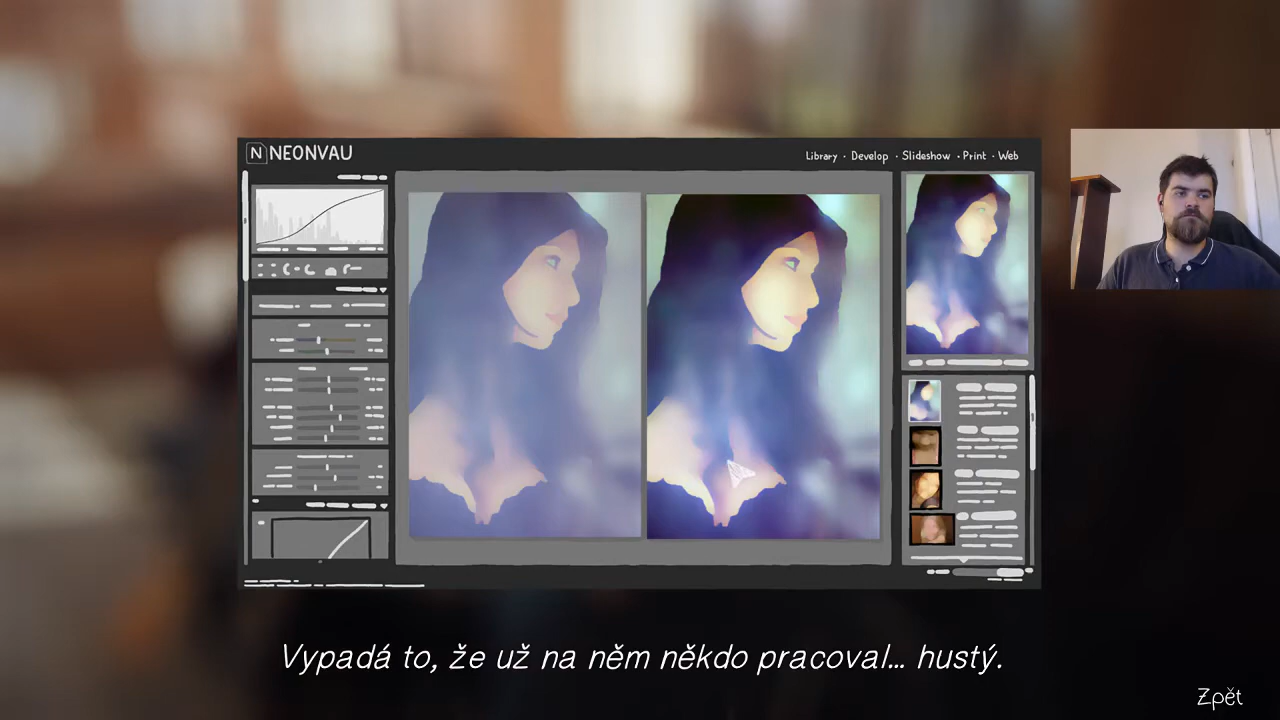 N NEONVAU
Library · Develop · Slideshow · Print · Web
Vypadá to, že už na něm někdo pracoval... hustý.
Zpět